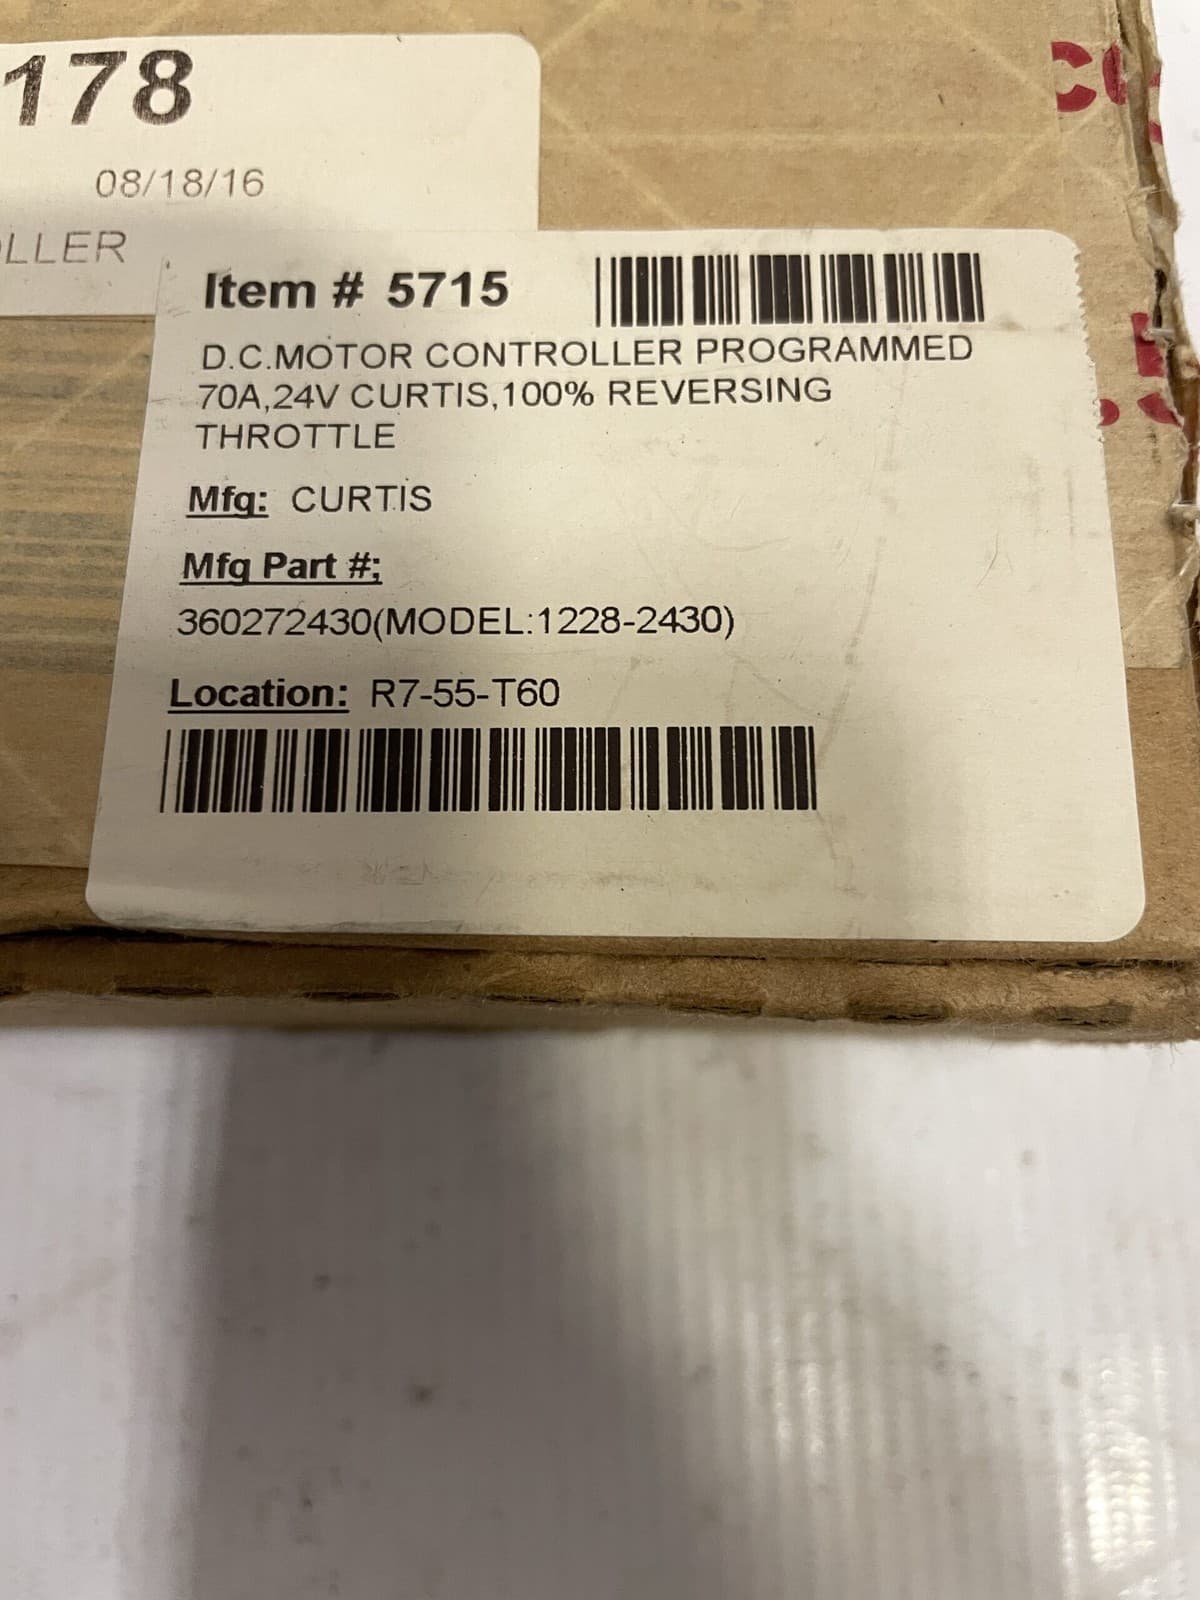 178
08/18/16
LLER
Item # 5715
D.C.MOTOR CONTROLLER PROGRAMMED
70A,24V CURTIS,100% REVERSING
THROTTLE
Mfg: CURTIS
Mfg Part #;
360272430(MODEL:1228-2430)
Location: R7-55-T60